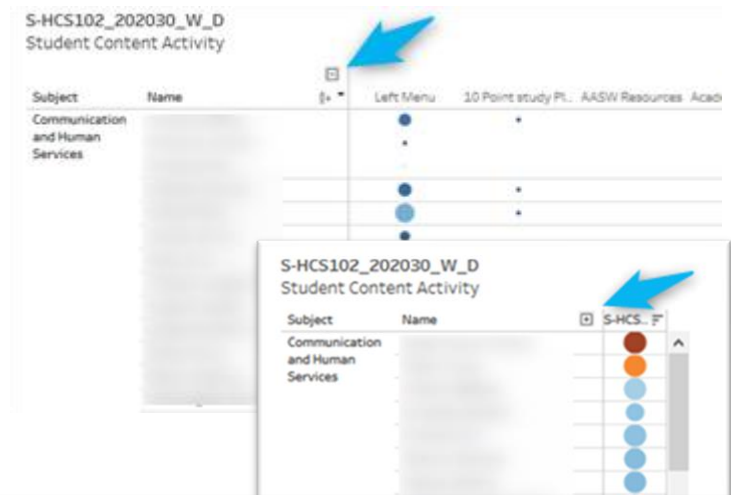 S-HCS102_202030_W_D
Student Content Activity
Subject Name Left Menu 10 Point study Pl.. AASW Resources Acad
Communication
and Human
Services
S-HCS102_202030_W_D
Student Content Activity
Subject Name S-HCS..
Communication
and Human
Services